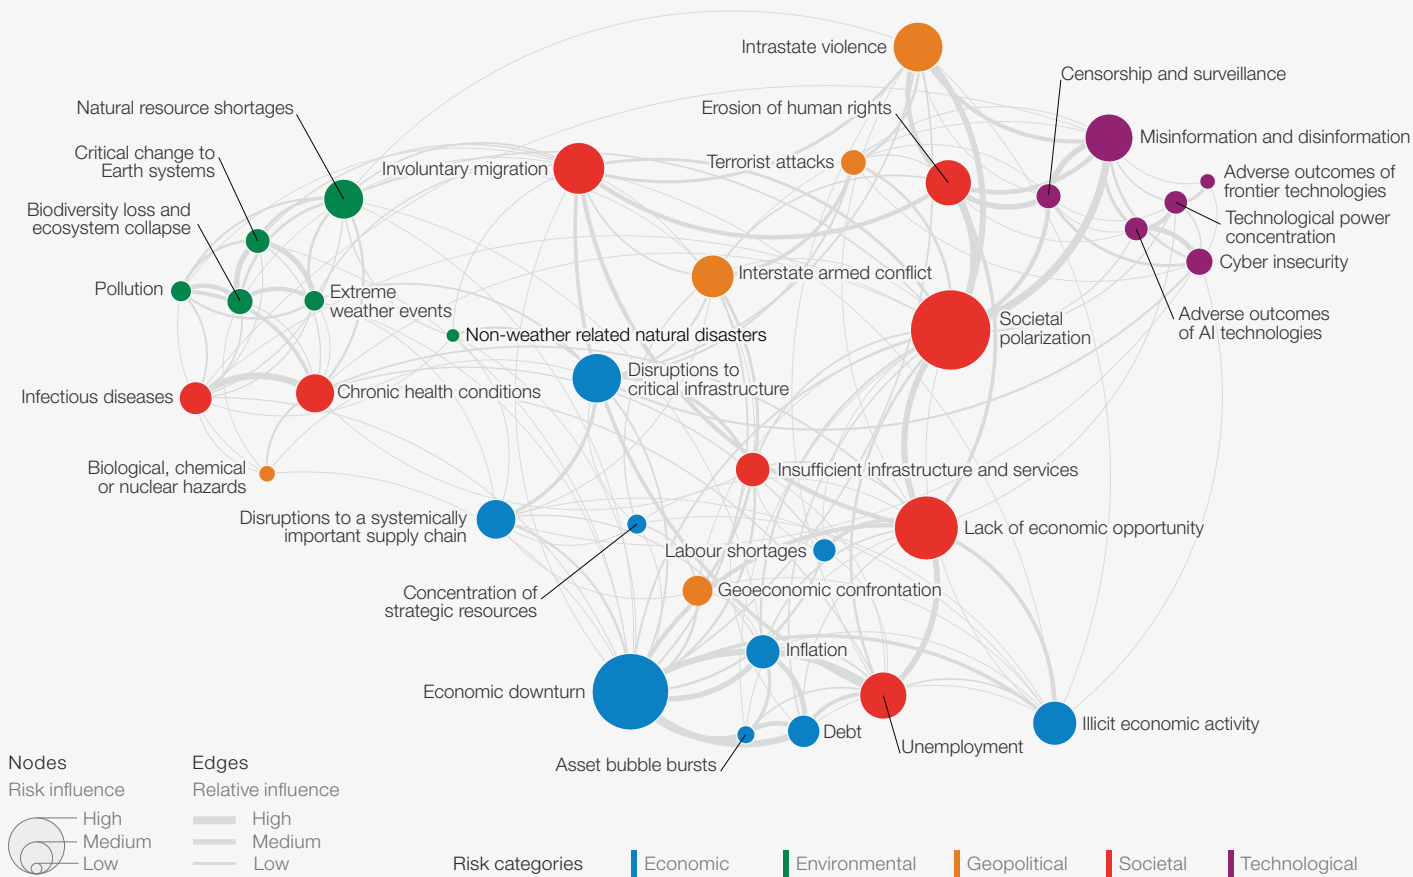 Intrastate violence
Censorship and surveillance
Natural resource shortages
Erosion of human rights
Misinformation and disinformation
Critical change to
Earth systems
Involuntary migration
Terrorist attacks
Adverse outcomes of
frontier technologies
Biodiversity loss and
ecosystem collapse
Technological power
concentration
Pollution
Extreme
weather events
Interstate armed conflict
Cyber insecurity
Non-weather related natural disasters
Societal
polarization
Adverse outcomes
of AI technologies
Disruptions to
critical infrastructure
Infectious diseases
Chronic health conditions
Biological, chemical
or nuclear hazards
Insufficient infrastructure and services
Disruptions to a systemically
important supply chain
Lack of economic opportunity
Labour shortages
Concentration of
strategic resources
Geoeconomic confrontation
Inflation
Economic downturn
Debt
Illicit economic activity
Unemployment
Asset bubble bursts
Nodes
Risk influence
High
Medium
Low
Edges
Relative influence
High
Medium
Low
Risk categories
Economic
Environmental
Geopolitical
Societal
Technological